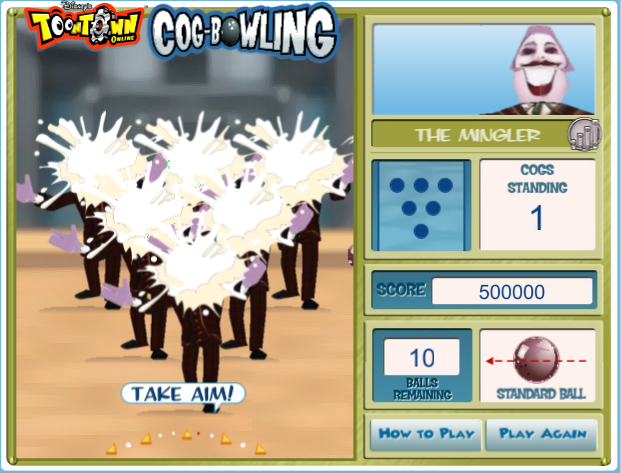 Disney's
TOONTOWN
ONLINE
COG-BOWLING
THE MINGLER
COGS
STANDING
1
SCORE
500000
10
BALLS
REMAINING
STANDARD BALL
TAKE AIM!
HOW TO PLAY
PLAY AGAIN